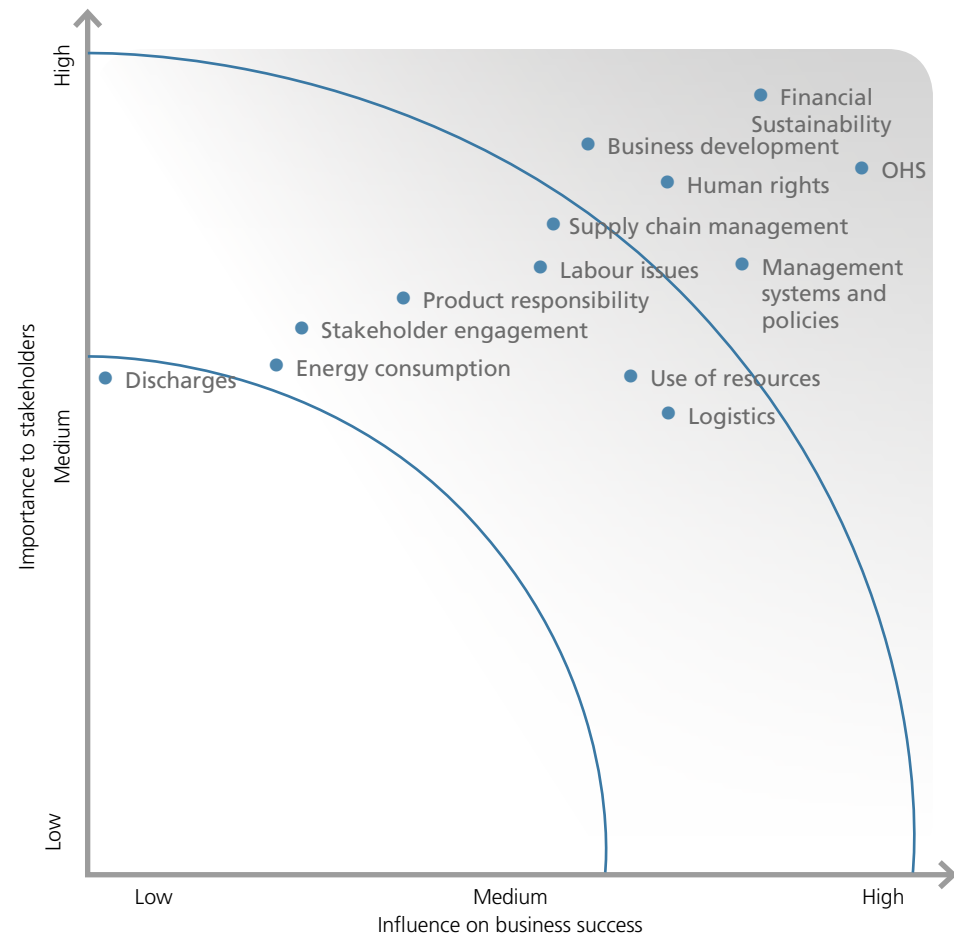 High
Medium
Low
Importance to stakeholders
Financial
Sustainability
Business development
OHS
Human rights
Supply chain management
Labour issues
Management
systems and
policies
Product responsibility
Stakeholder engagement
Energy consumption
Discharges
Use of resources
Logistics
Low
Medium
High
Influence on business success